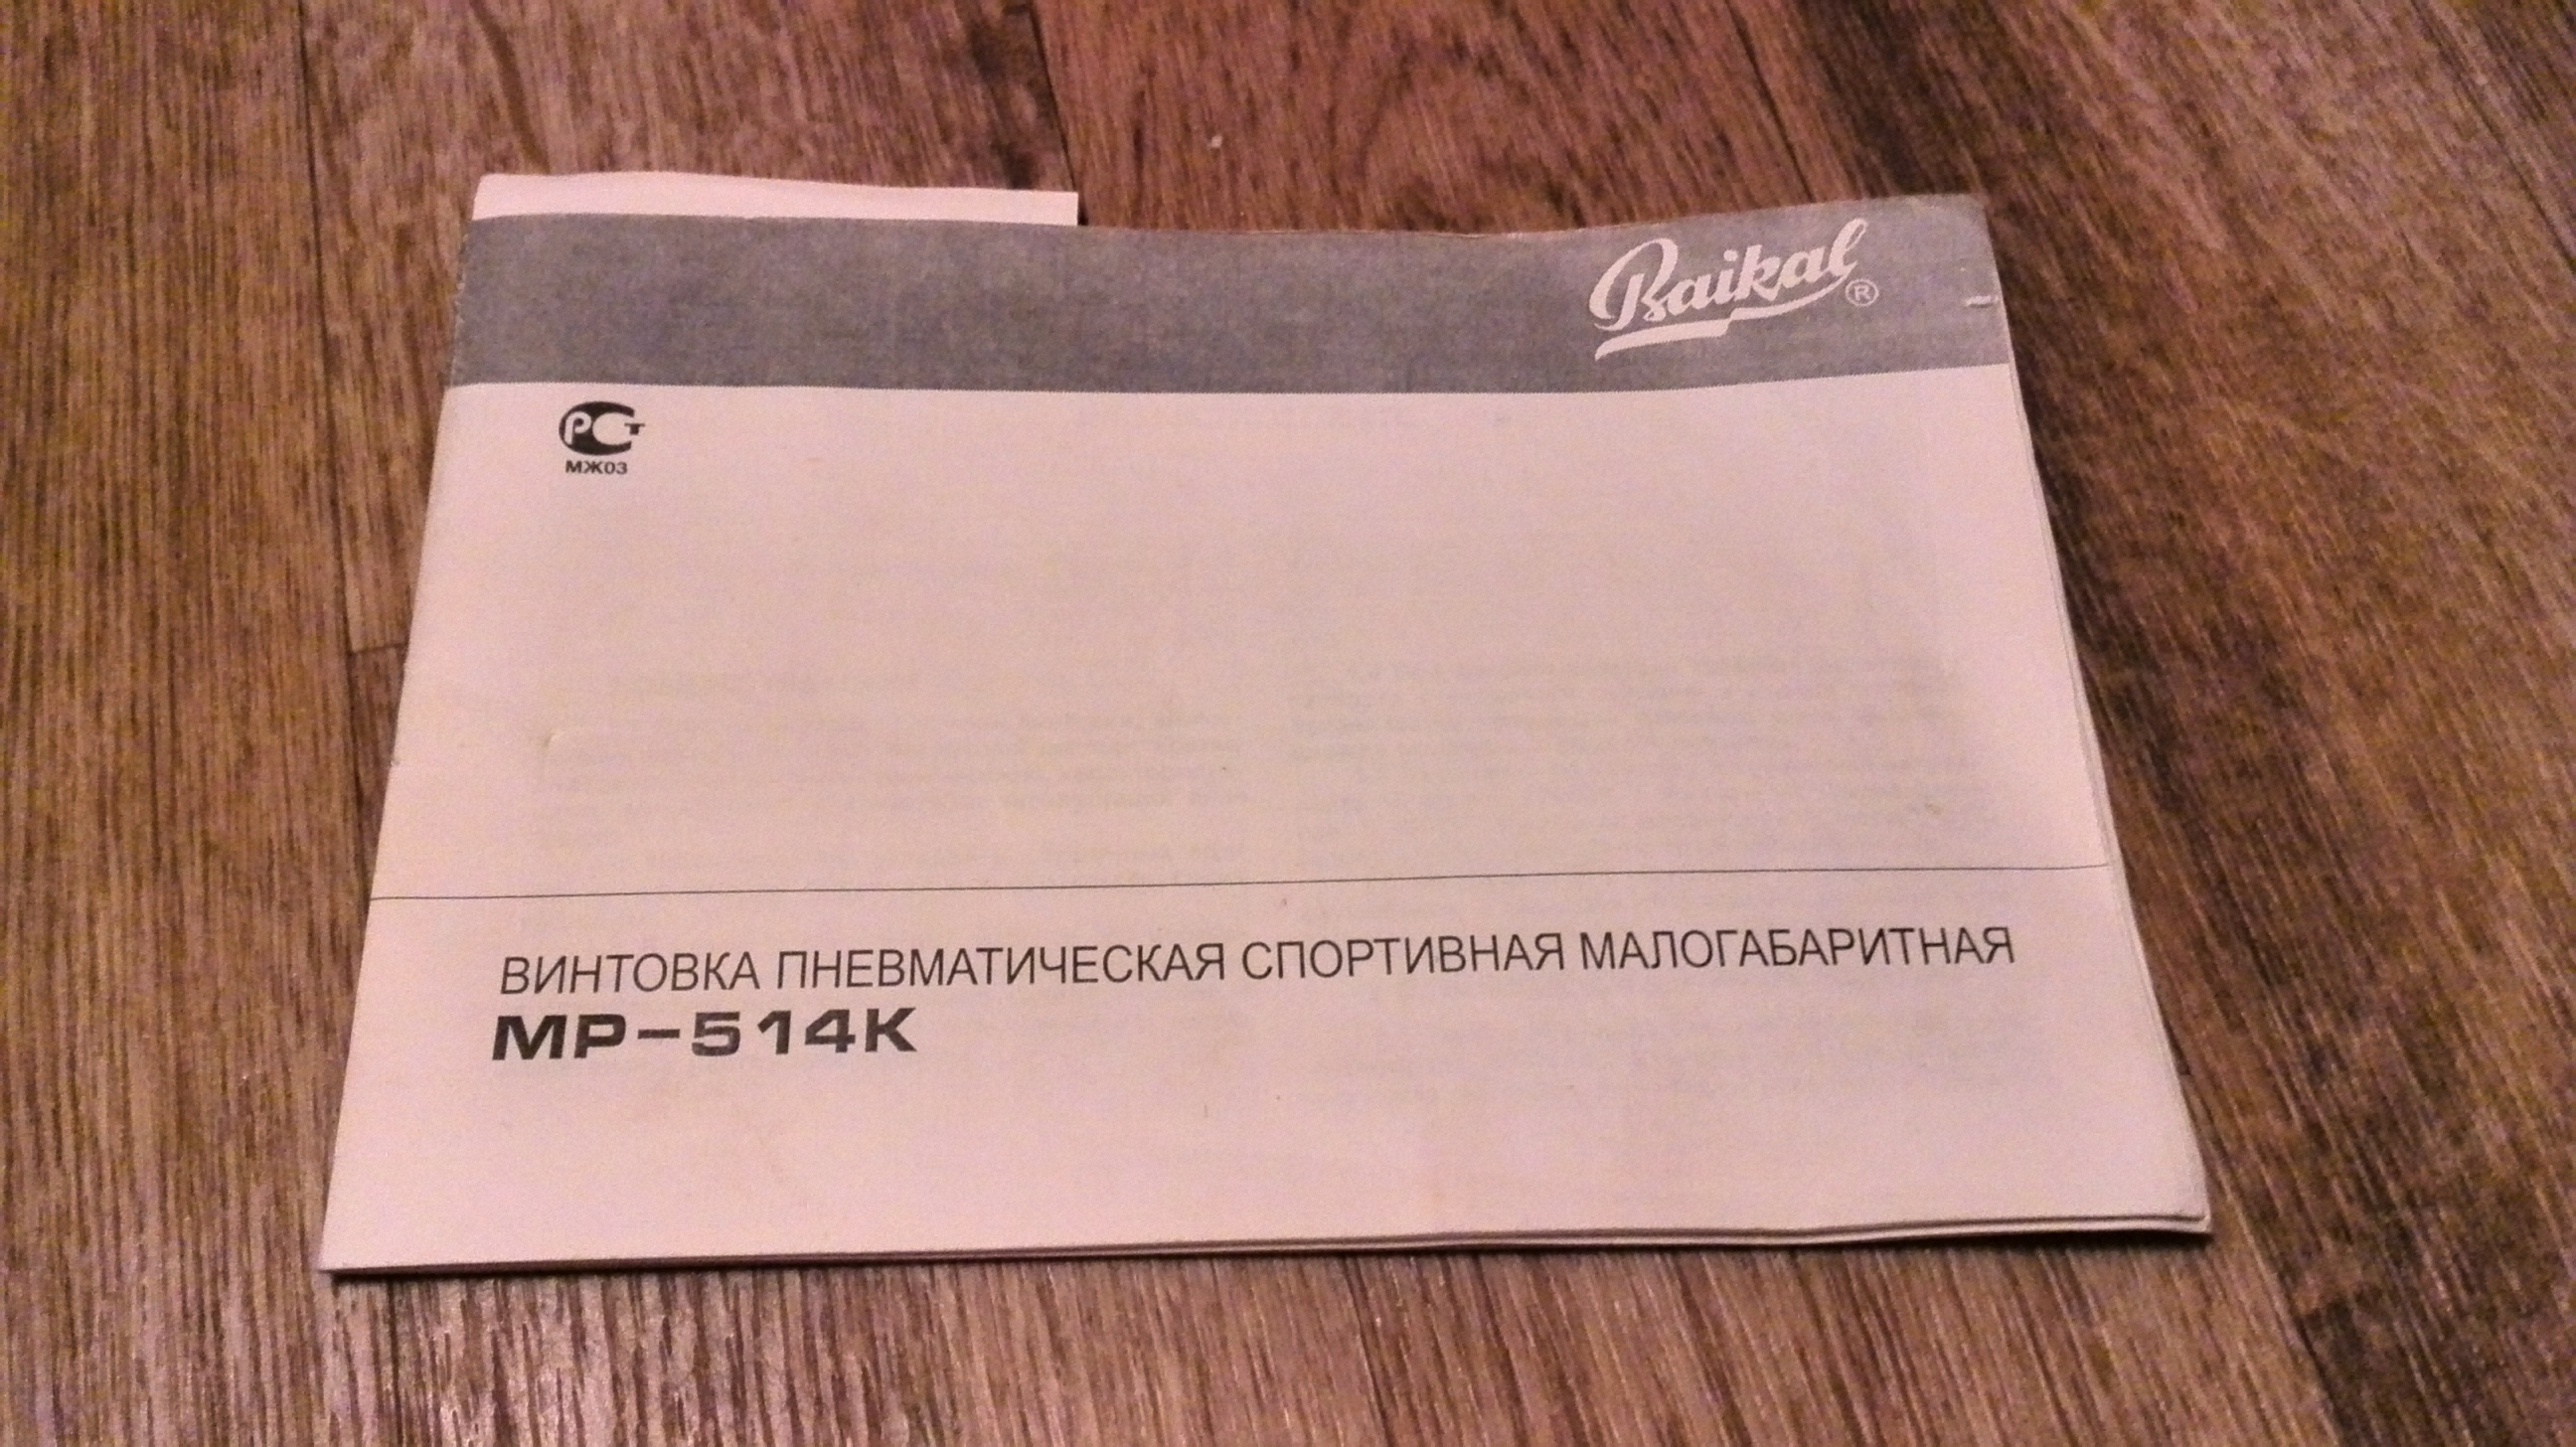 Baikal ®
РСТ
МЖ03
ВИНТОВКА ПНЕВМАТИЧЕСКАЯ СПОРТИВНАЯ МАЛОГАБАРИТНАЯ
МР-514К